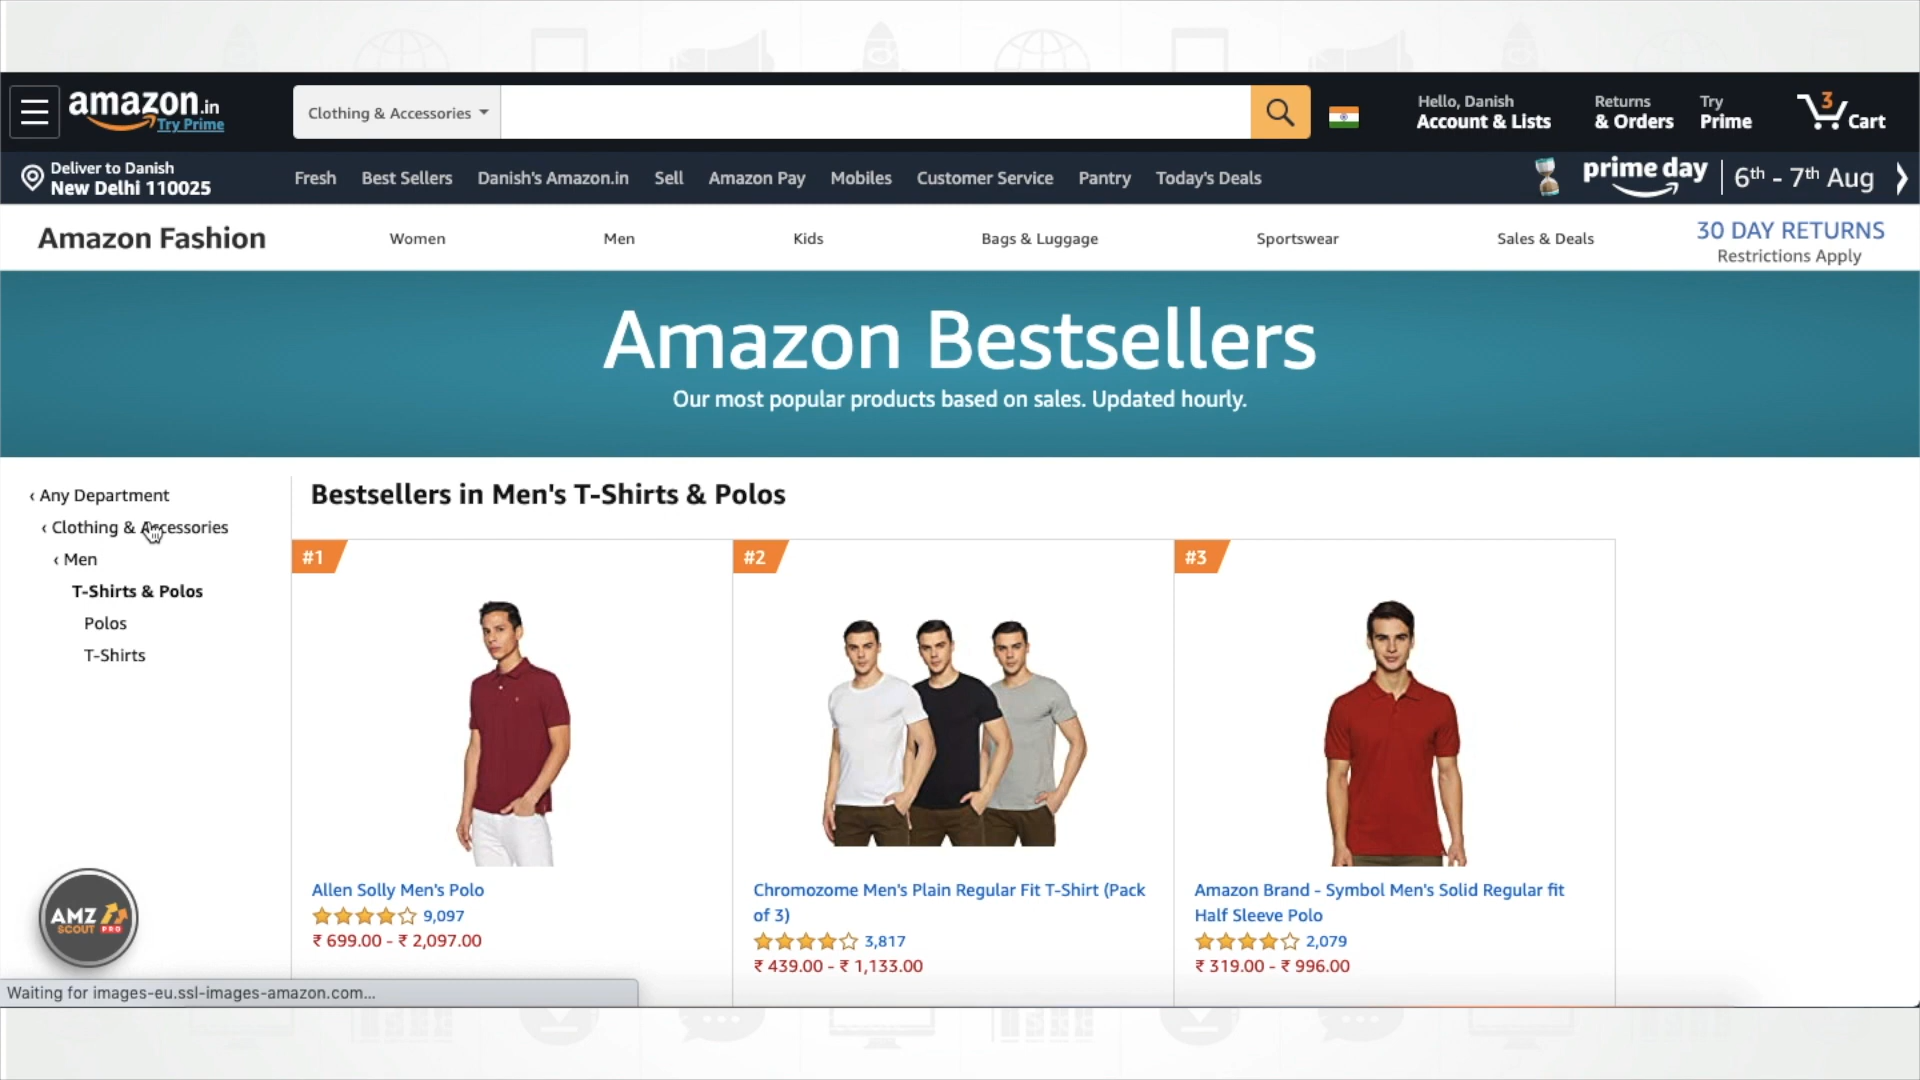 amazon.in
Try Prime
Clothing & Accessories
Hello, Danish
Account & Lists
Returns
& Orders
Try
Prime
3
Cart
Deliver to Danish
New Delhi 110025
Fresh
Best Sellers
Danish's Amazon.in
Sell
Amazon Pay
Mobiles
Customer Service
Pantry
Today's Deals
prime day
6th - 7th Aug
Amazon Fashion
Women
Men
Kids
Bags & Luggage
Sportswear
Sales & Deals
30 DAY RETURNS
Restrictions Apply
Amazon Bestsellers
Our most popular products based on sales. Updated hourly.
‹ Any Department
‹ Clothing & Accessories
‹ Men
T-Shirts & Polos
Polos
T-Shirts
Bestsellers in Men's T-Shirts & Polos
#1
Allen Solly Men's Polo
9,097
₹ 699.00 - ₹ 2,097.00
#2
Chromozome Men's Plain Regular Fit T-Shirt (Pack
of 3)
3,817
₹ 439.00 - ₹ 1,133.00
#3
Amazon Brand - Symbol Men's Solid Regular fit
Half Sleeve Polo
2,079
₹ 319.00 - ₹ 996.00
AMZ
SCOUT PRO
Waiting for images-eu.ssl-images-amazon.com...